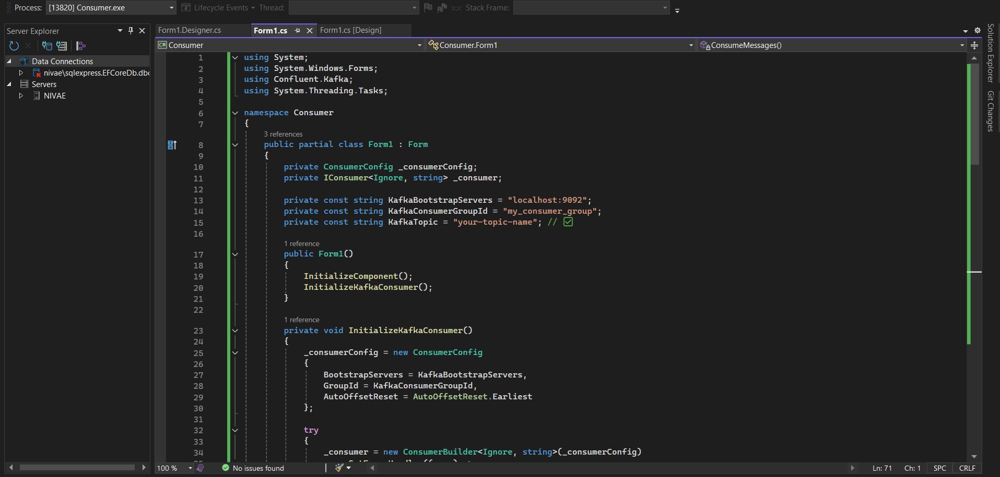 Process: [13820] Consumer.exe Lifecycle Events Thread: Stack Frame:
Server Explorer
Data Connections
nivae\sqlexpress.EFCoreDb.dbc
Servers
NIVAE
Form1.Designer.cs Form1.cs Form1.cs [Design]
C# Consumer Consumer.Form1 ConsumeMessages()
1 using System;
2 using System.Windows.Forms;
3 using Confluent.Kafka;
4 using System.Threading.Tasks;
5
6 namespace Consumer
7 {
3 references
8 public partial class Form1 : Form
9 {
10 private ConsumerConfig _consumerConfig;
11 private IConsumer<Ignore, string> _consumer;
12
13 private const string KafkaBootstrapServers = "localhost:9092";
14 private const string KafkaConsumerGroupId = "my_consumer_group";
15 private const string KafkaTopic = "your-topic-name"; // ✅
16
1 reference
17 public Form1()
18 {
19 InitializeComponent();
20 InitializeKafkaConsumer();
21 }
22
1 reference
23 private void InitializeKafkaConsumer()
24 {
25 _consumerConfig = new ConsumerConfig
26 {
27 BootstrapServers = KafkaBootstrapServers,
28 GroupId = KafkaConsumerGroupId,
29 AutoOffsetReset = AutoOffsetReset.Earliest
30 };
31
32 try
33 {
34 _consumer = new ConsumerBuilder<Ignore, string>(_consumerConfig)
100 % No issues found Ln: 71 Ch: 1 SPC CRLF
Solution Explorer
Git Changes